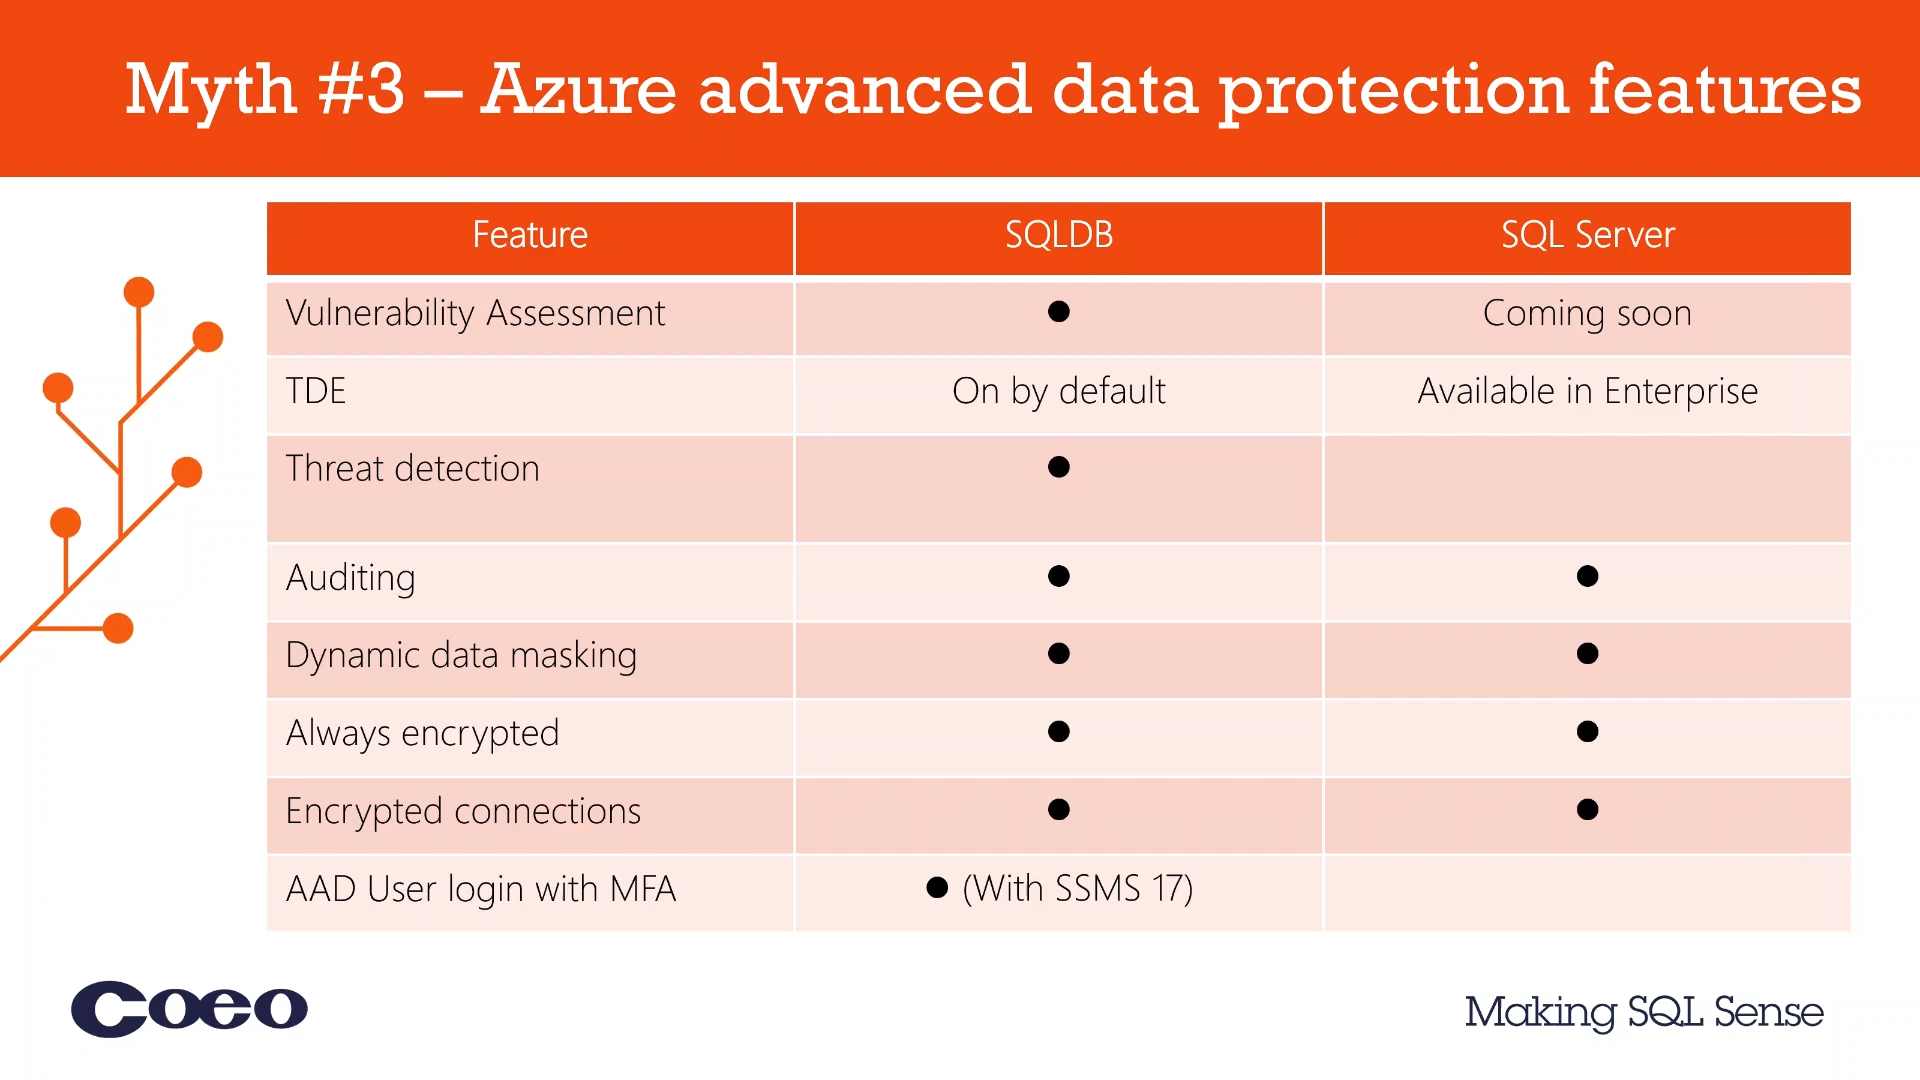 Myth #3 – Azure advanced data protection features
Feature SQLDB SQL Server
Vulnerability Assessment ● Coming soon
TDE On by default Available in Enterprise
Threat detection ●
Auditing ● ●
Dynamic data masking ● ●
Always encrypted ● ●
Encrypted connections ● ●
AAD User login with MFA ● (With SSMS 17)
Coeo
Making SQL Sense